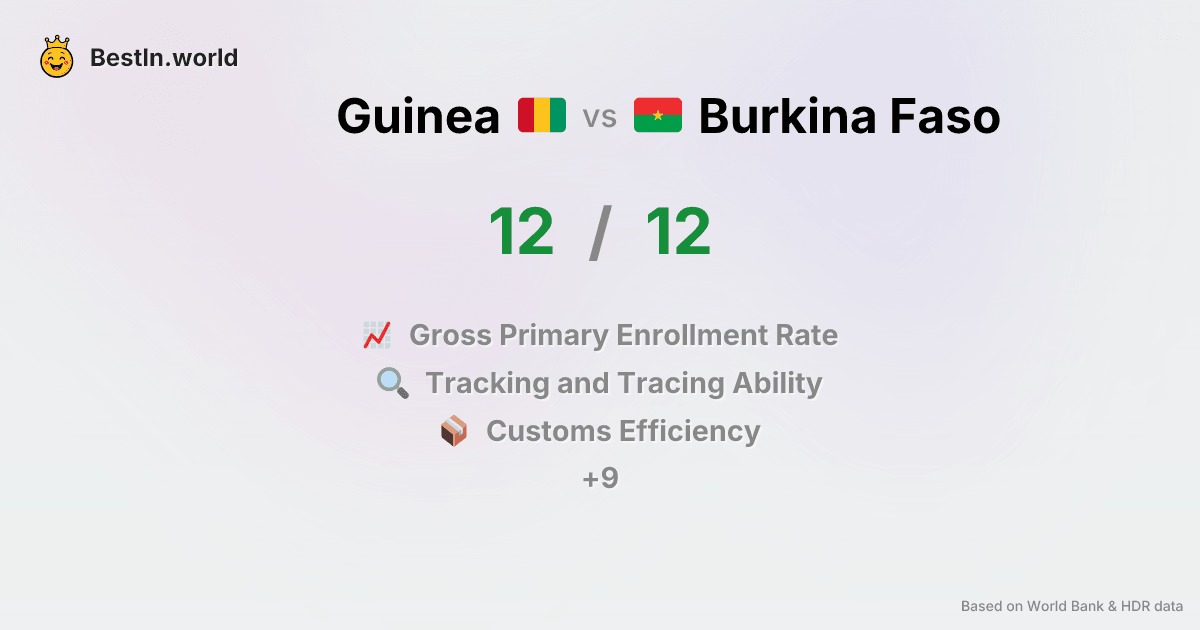 BestIn.world
Guinea vs Burkina Faso
12 / 12
Gross Primary Enrollment Rate
Tracking and Tracing Ability
Customs Efficiency
+9
Based on World Bank & HDR data